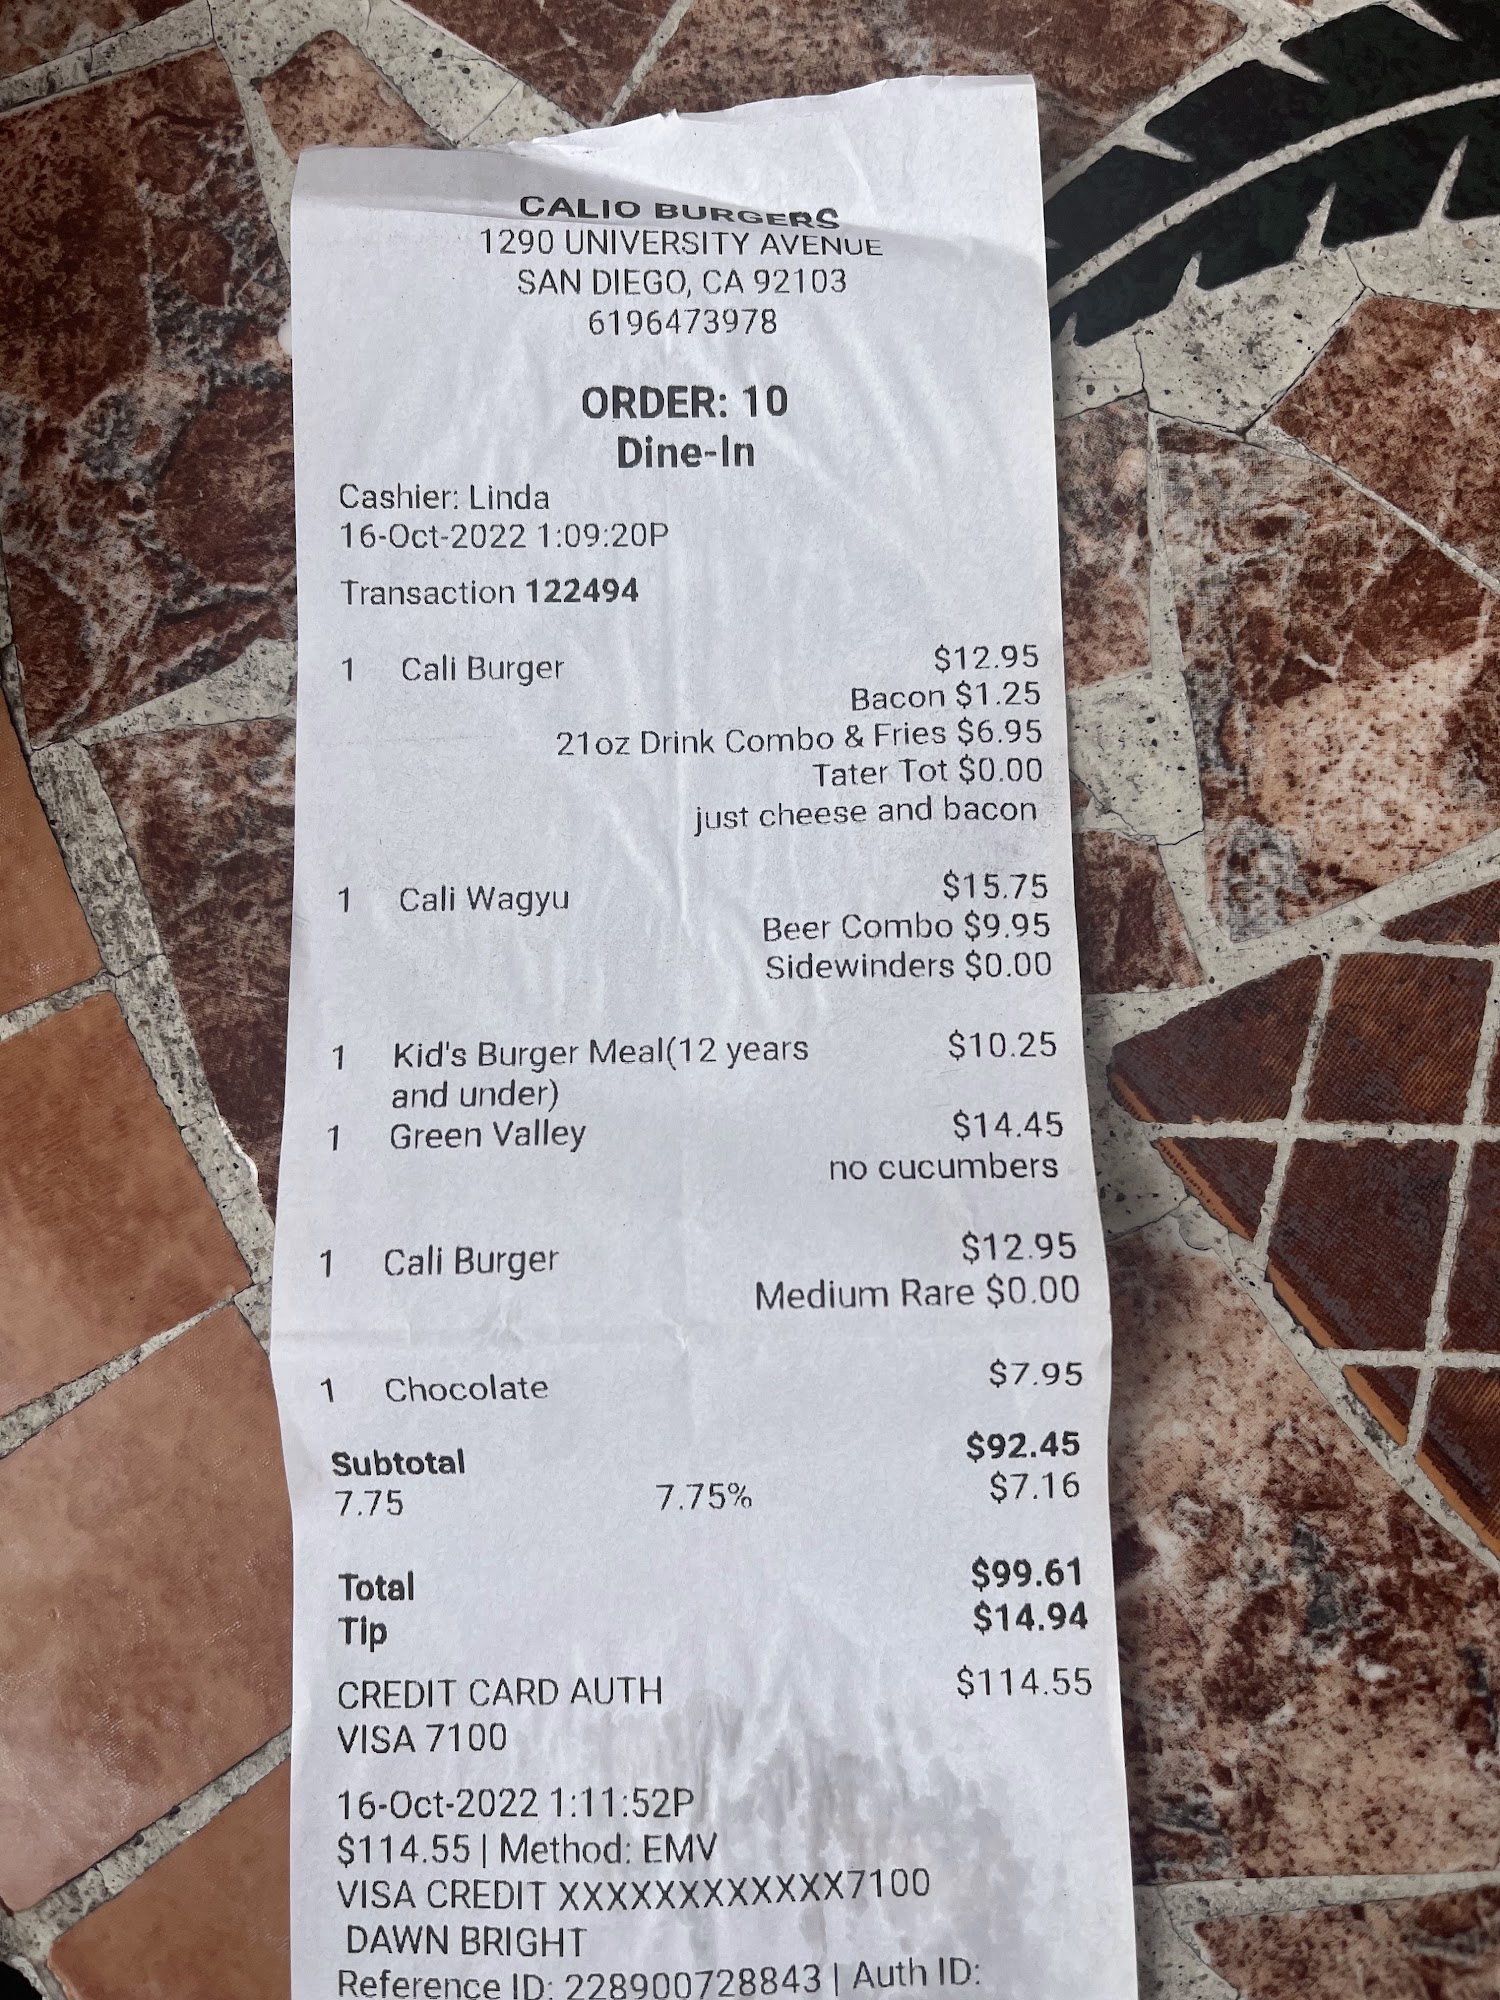 CALIO BURGERS
1290 UNIVERSITY AVENUE
SAN DIEGO, CA 92103
6196473978
ORDER: 10
Dine-In
Cashier: Linda
16-Oct-2022 1:09:20P
Transaction 122494
1 Cali Burger $12.95
Bacon $1.25
21oz Drink Combo & Fries $6.95
Tater Tot $0.00
just cheese and bacon
1 Cali Wagyu $15.75
Beer Combo $9.95
Sidewinders $0.00
1 Kid's Burger Meal(12 years $10.25
and under)
1 Green Valley $14.45
no cucumbers
1 Cali Burger $12.95
Medium Rare $0.00
1 Chocolate $7.95
Subtotal $92.45
7.75 7.75% $7.16
Total $99.61
Tip $14.94
CREDIT CARD AUTH $114.55
VISA 7100
16-Oct-2022 1:11:52P
$114.55 | Method: EMV
VISA CREDIT XXXXXXXXXXXX7100
DAWN BRIGHT
Reference ID: 228900728843 | Auth ID: